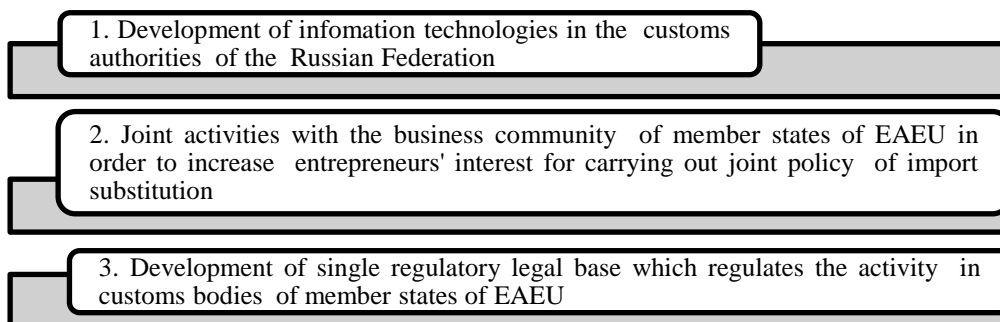 1. Development of infomation technologies in the customs
authorities of the Russian Federation
2. Joint activities with the business community of member states of EAEU in
order to increase entrepreneurs' interest for carrying out joint policy of import
substitution
3. Development of single regulatory legal base which regulates the activity in
customs bodies of member states of EAEU